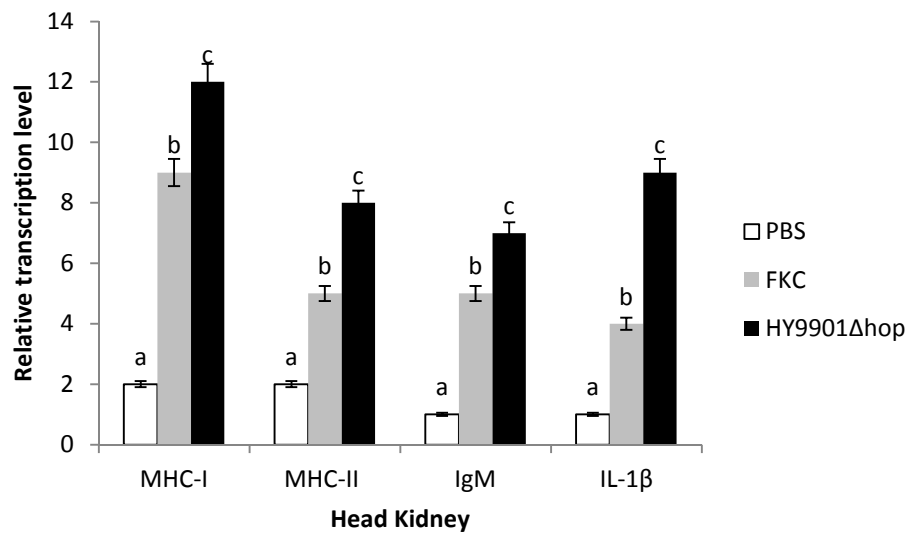 14
12
10
8
6
4
2
0
Relative transcription level
a
b
c
a
b
c
a
b
c
a
b
c
MHC-I
MHC-II
IgM
IL-1β
Head Kidney
PBS
FKC
HY9901Δhop